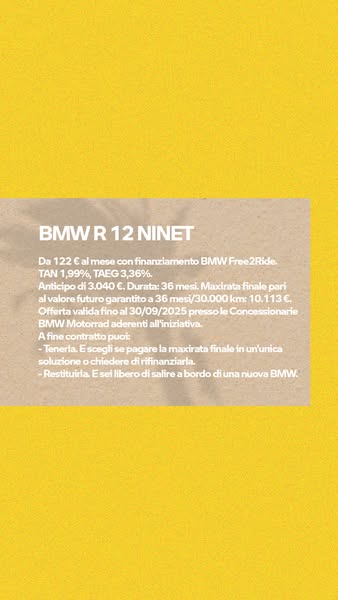 BMW R 12 NINET
Da 122 € al mese con finanziamento BMW Free2Ride.
TAN 1,99%, TAEG 3,36%.
Anticipo di 3.040 €. Durata: 36 mesi. Maxirata finale pari
al valore futuro garantito a 36 mesi/30.000 km: 10.113 €.
Offerta valida fino al 30/09/2025 presso le Concessionarie
BMW Motorrad aderenti all'iniziativa.
A fine contratto puoi:
- Tenerla. E scegli se pagare la maxirata finale in un'unica
soluzione o chiedere di rifinanziarla.
- Restituirla. E sei libero di salire a bordo di una nuova BMW.